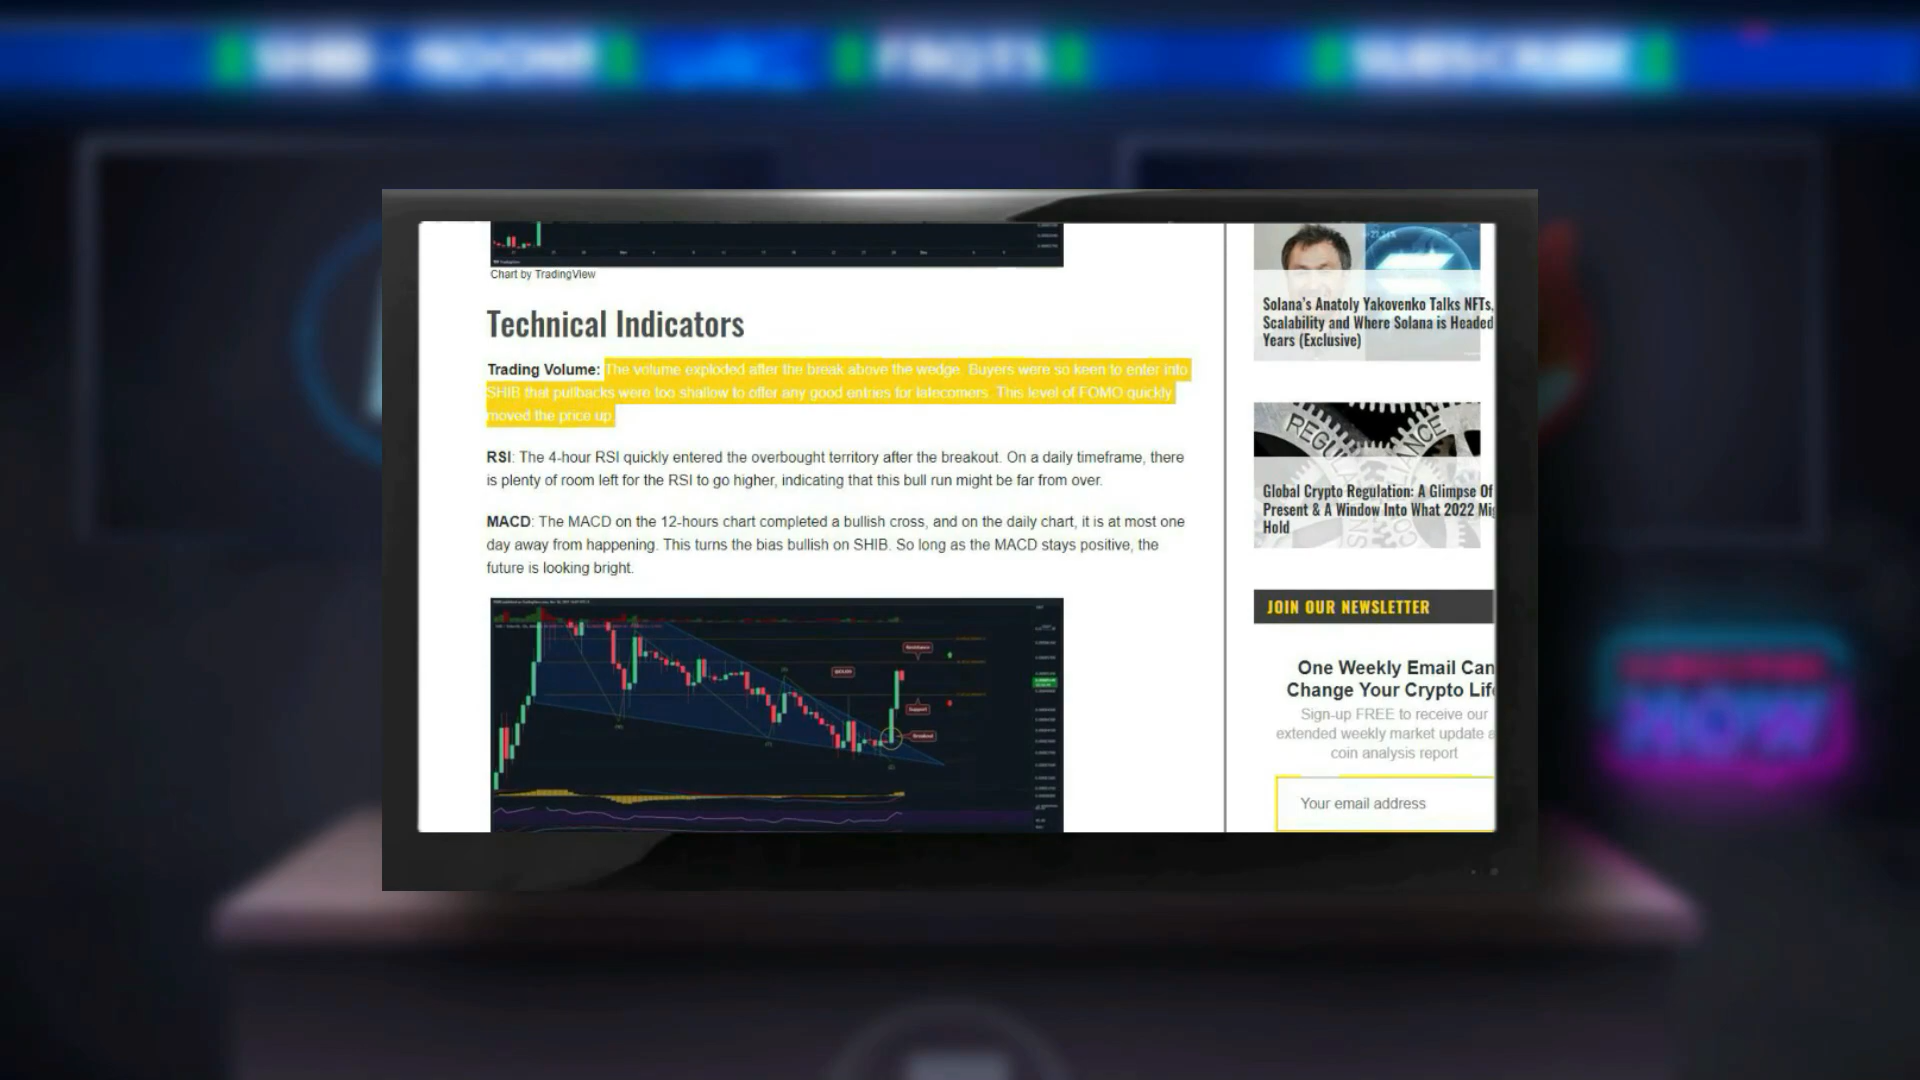 SUBSCRIBE
Chart by TradingView
Technical Indicators
Trading Volume: The volume exploded after the break above the wedge. Buyers were so keen to enter into
SHIB that pullbacks were too shallow to offer any good entries for latecomers. This level of FOMO quickly
moved the price up.
RSI: The 4-hour RSI quickly entered the overbought territory after the breakout. On a daily timeframe, there
is plenty of room left for the RSI to go higher, indicating that this bull run might be far from over.
MACD: The MACD on the 12-hours chart completed a bullish cross, and on the daily chart, it is at most one
day away from happening. This turns the bias bullish on SHIB. So long as the MACD stays positive, the
future is looking bright.
Resistance
Support
Breakout
Solana's Anatoly Yakovenko Talks NFTs,
Scalability and Where Solana is Headed
Years (Exclusive)
REGUL
LIANCE
Global Crypto Regulation: A Glimpse Of
Present & A Window Into What 2022 Mi
Hold
JOIN OUR NEWSLETTER
One Weekly Email Can
Change Your Crypto Life
Sign-up FREE to receive our
extended weekly market update a
coin analysis report
Your email address
NOW